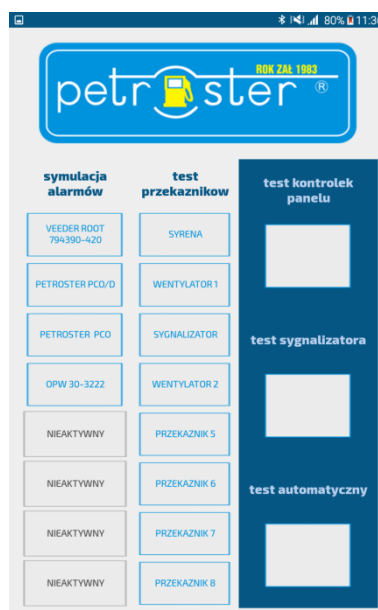 80% 11:30
ROK ZAŁ 1983
petroster ®
symulacja
alarmów
VEEDER ROOT
794390-420
PETROSTER PCO/D
PETROSTER PCO
OPW 30-3222
NIEAKTYWNY
NIEAKTYWNY
NIEAKTYWNY
NIEAKTYWNY
test
przekaznikow
SYRENA
WENTYLATOR 1
SYGNALIZATOR
WENTYLATOR 2
PRZEKAZNIK 5
PRZEKAZNIK 6
PRZEKAZNIK 7
PRZEKAZNIK 8
test kontrolek
panelu
test sygnalizatora
test automatyczny